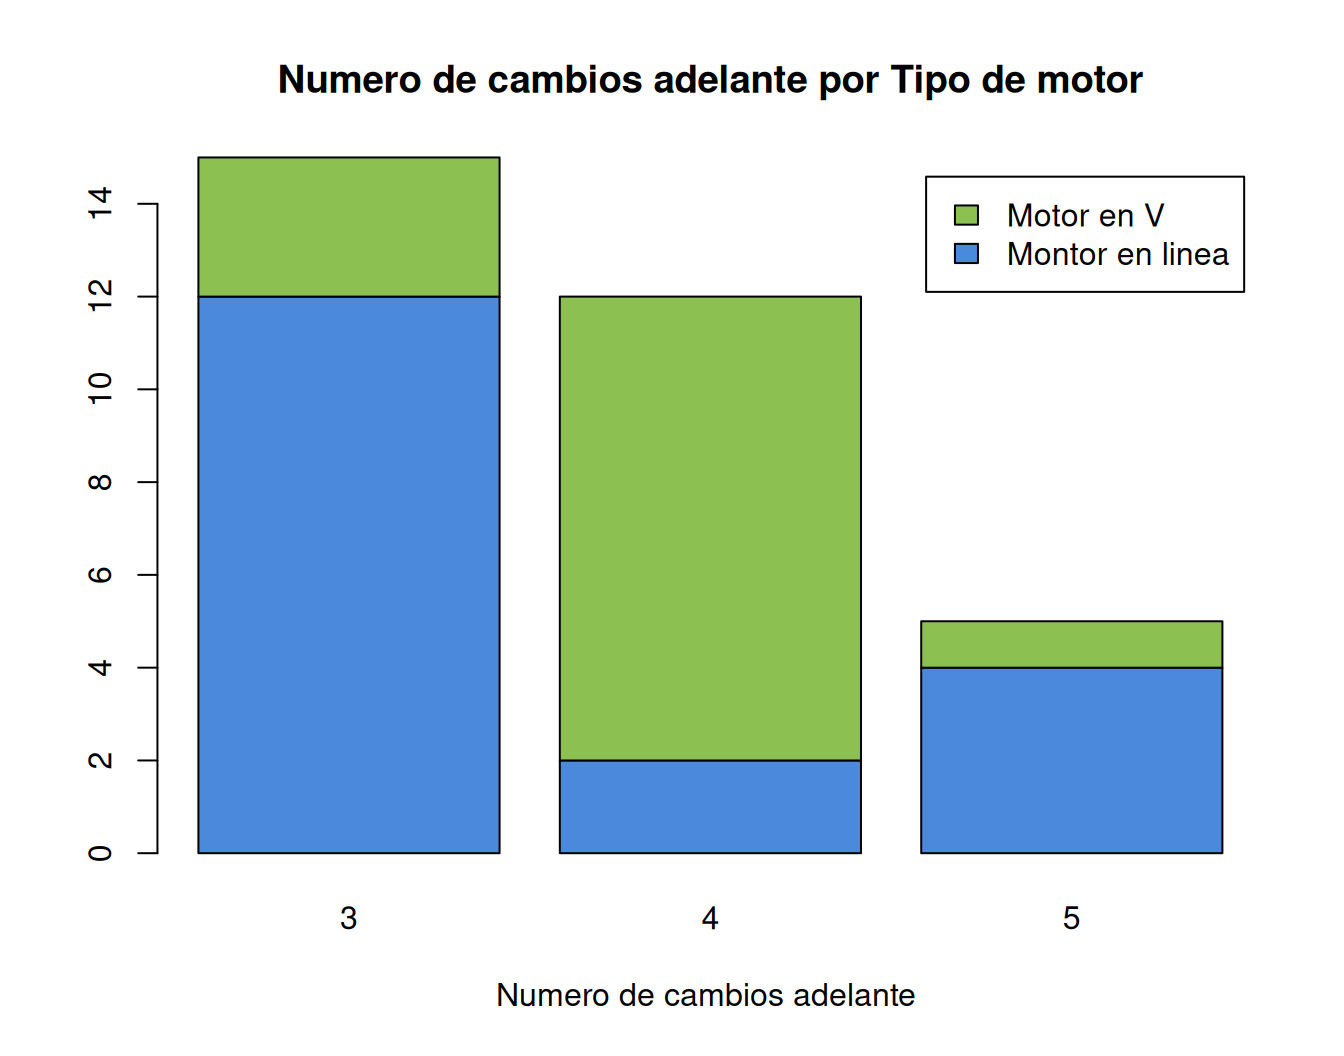 Numero de cambios adelante por Tipo de motor
Motor en V
Montor en linea
14
12
10
8
6
4
2
0
3 4 5
Numero de cambios adelante